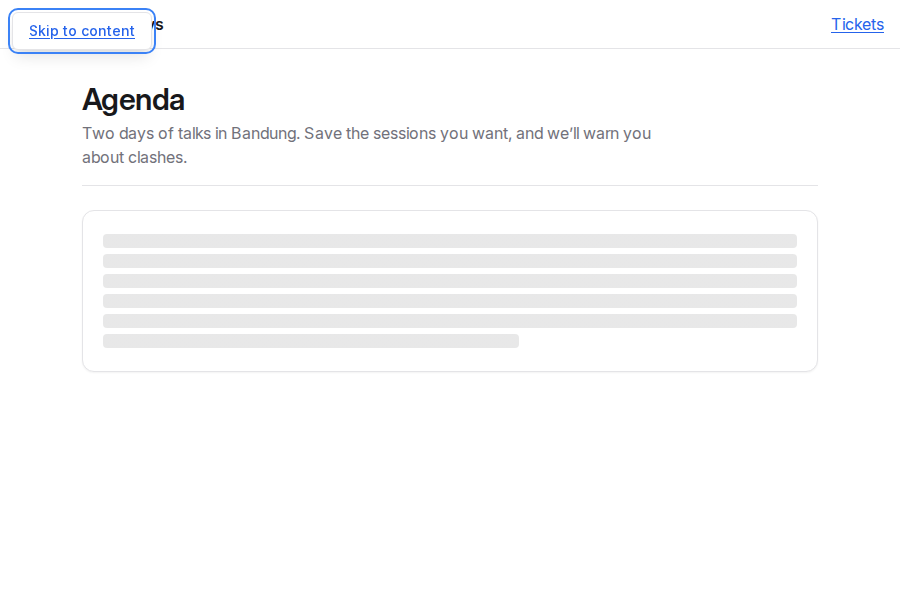 Skip to content
Tickets
Agenda
Two days of talks in Bandung. Save the sessions you want, and we’ll warn you
about clashes.